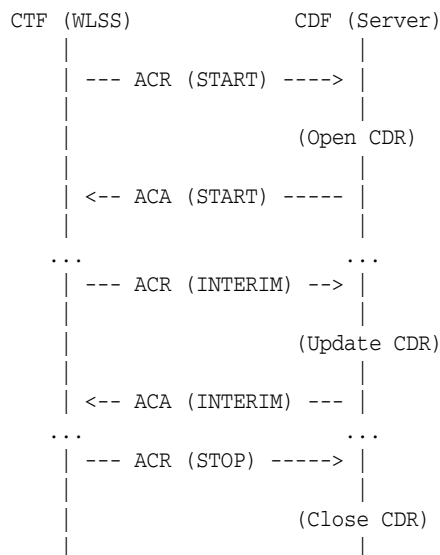 CTF (WLSS)                CDF (Server)
     |                         |
     | --- ACR (START) ----> |
     |                         |
     |                    (Open CDR)
     |                         |
     | <-- ACA (START) ----- |
     |                         |
    ...                       ...
     | --- ACR (INTERIM) --> |
     |                         |
     |                    (Update CDR)
     |                         |
     | <-- ACA (INTERIM) --- |
    ...                       ...
     | --- ACR (STOP) -----> |
     |                         |
     |                    (Close CDR)
     |                         |